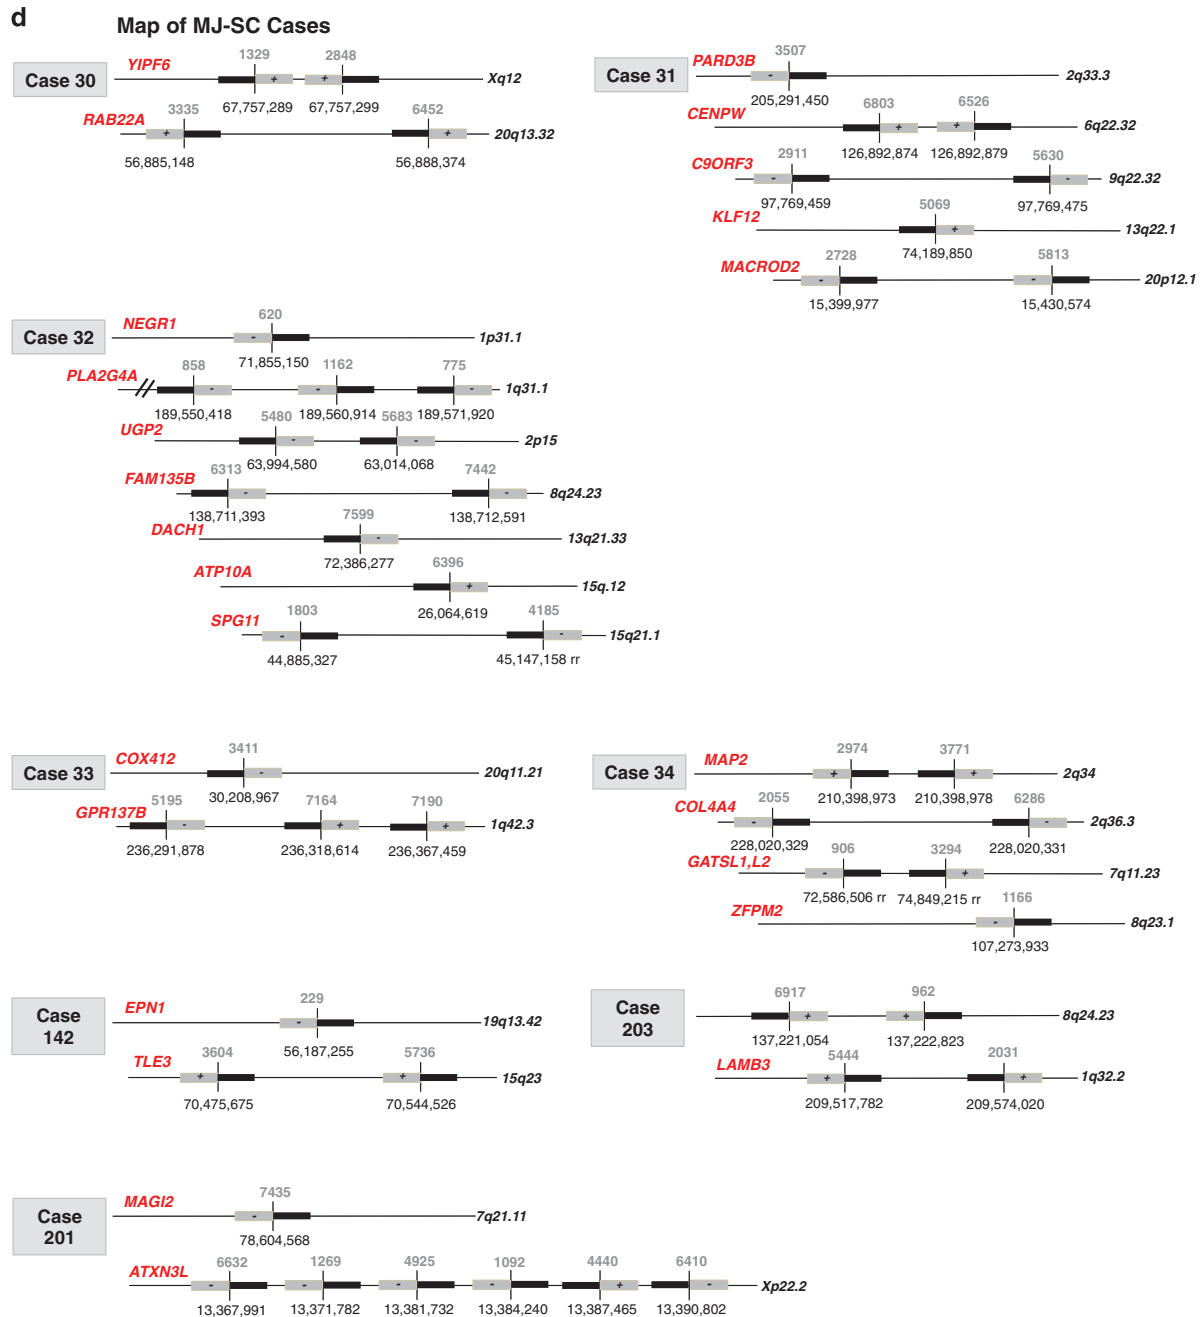 d
Map of MJ-SC Cases
Case 30
YIPF6
1329
2848
+
+
Xq12
67,757,289
67,757,299
RAB22A
3335
6452
+
+
20q13.32
56,885,148
56,888,374
Case 31
PARD3B
3507
-
2q33.3
205,291,450
CENPW
6803
6526
+
+
6q22.32
126,892,874
126,892,879
C9ORF3
2911
5630
-
-
9q22.32
97,769,459
97,769,475
KLF12
5069
+
13q22.1
74,189,850
MACROD2
2728
5813
-
-
20p12.1
15,399,977
15,430,574
Case 32
NEGR1
620
-
1p31.1
71,855,150
PLA2G4A
858
1162
775
-
-
-
1q31.1
189,550,418
189,560,914
189,571,920
UGP2
5480
5683
-
-
2p15
63,994,580
63,014,068
FAM135B
6313
7442
-
-
8q24.23
138,711,393
138,712,591
DACH1
7599
-
13q21.33
72,386,277
ATP10A
6396
+
15q.12
26,064,619
SPG11
1803
4185
-
-
15q21.1
44,885,327
45,147,158 rr
Case 33
COX412
3411
-
20q11.21
30,208,967
GPR137B
5195
7164
7190
-
+
+
1q42.3
236,291,878
236,318,614
236,367,459
Case 34
MAP2
2974
3771
+
+
2q34
210,398,973
210,398,978
COL4A4
2055
6286
-
-
2q36.3
228,020,329
228,020,331
GATSL1,L2
906
3294
-
+
7q11.23
72,586,506 rr
74,849,215 rr
ZFPM2
1166
-
8q23.1
107,273,933
Case
142
EPN1
229
-
19q13.42
56,187,255
TLE3
3604
5736
+
+
15q23
70,475,675
70,544,526
Case
203
6917
962
+
+
8q24.23
137,221,054
137,222,823
LAMB3
5444
2031
+
+
1q32.2
209,517,782
209,574,020
Case
201
MAGI2
7435
-
7q21.11
78,604,568
ATXN3L
6632
1269
4925
1092
4440
6410
-
-
-
-
+
-
Xp22.2
13,367,991
13,371,782
13,381,732
13,384,240
13,387,465
13,390,802